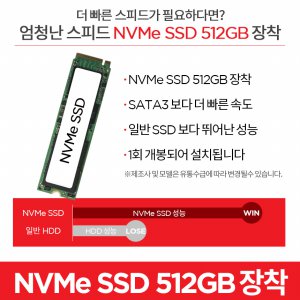 더 빠른 스피드가 필요하다면?
엄청난 스피드 NVMe SSD 512GB 장착
NVMe SSD
• NVMe SSD 512GB 장착
• SATA3 보다 더 빠른 속도
• 일반 SSD 보다 뛰어난 성능
• 1회 개봉되어 설치됩니다
※제조사 및 모델은 유통수급에 따라 변경될수 있습니다.
NVMe SSD NVMe SSD 성능 WIN
일반 HDD HDD 성능 LOSE
NVMe SSD 512GB 장착